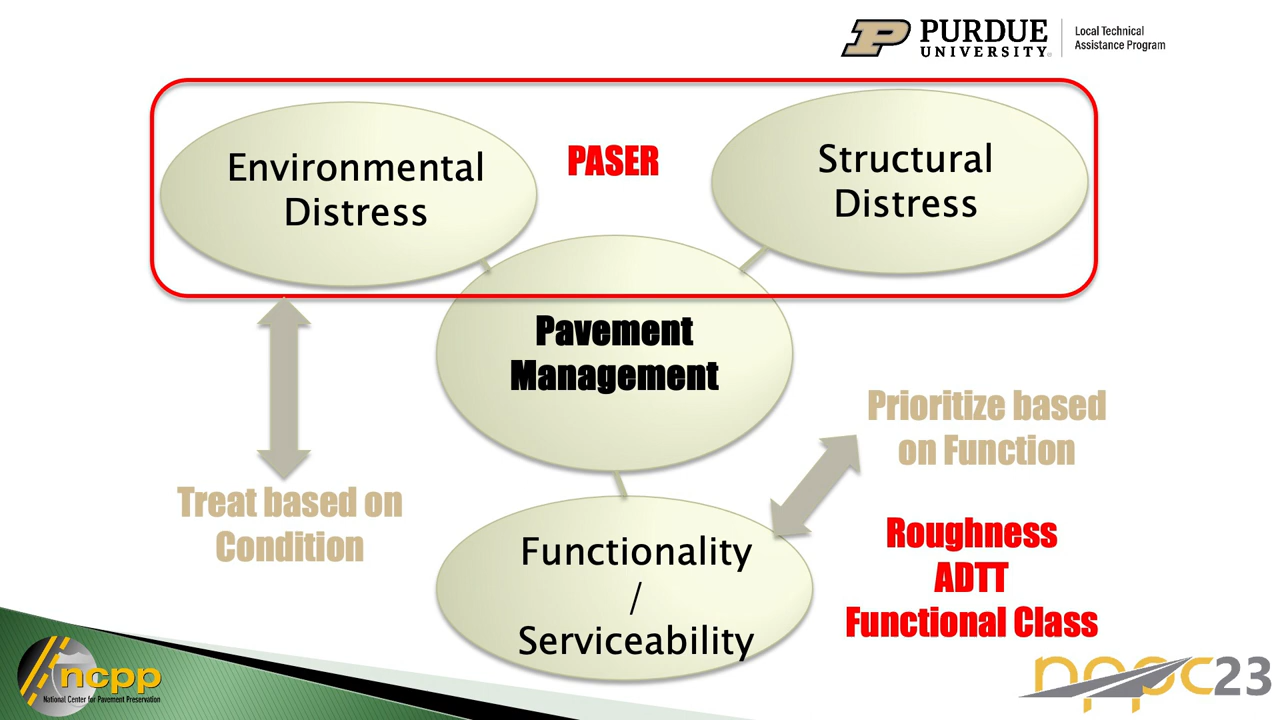 PURDUE
UNIVERSITY®
Local Technical
Assistance Program
Environmental
Distress
PASER
Structural
Distress
Pavement
Management
Prioritize based
on Function
Treat based on
Condition
Functionality
/
Serviceability
Roughness
ADTT
Functional Class
ncpp
National Center for Pavement Preservation
nppc23